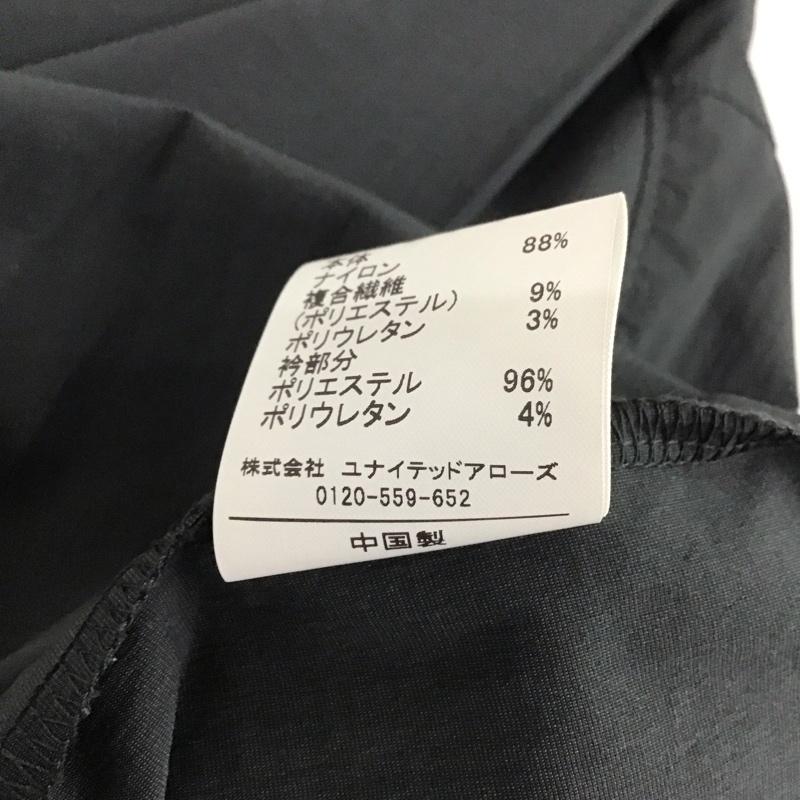 本体
ナイロン 88%
複合繊維
(ポリエステル) 9%
ポリウレタン 3%
衿部分
ポリエステル 96%
ポリウレタン 4%
株式会社 ユナイテッドアローズ
0120-559-652
中国製